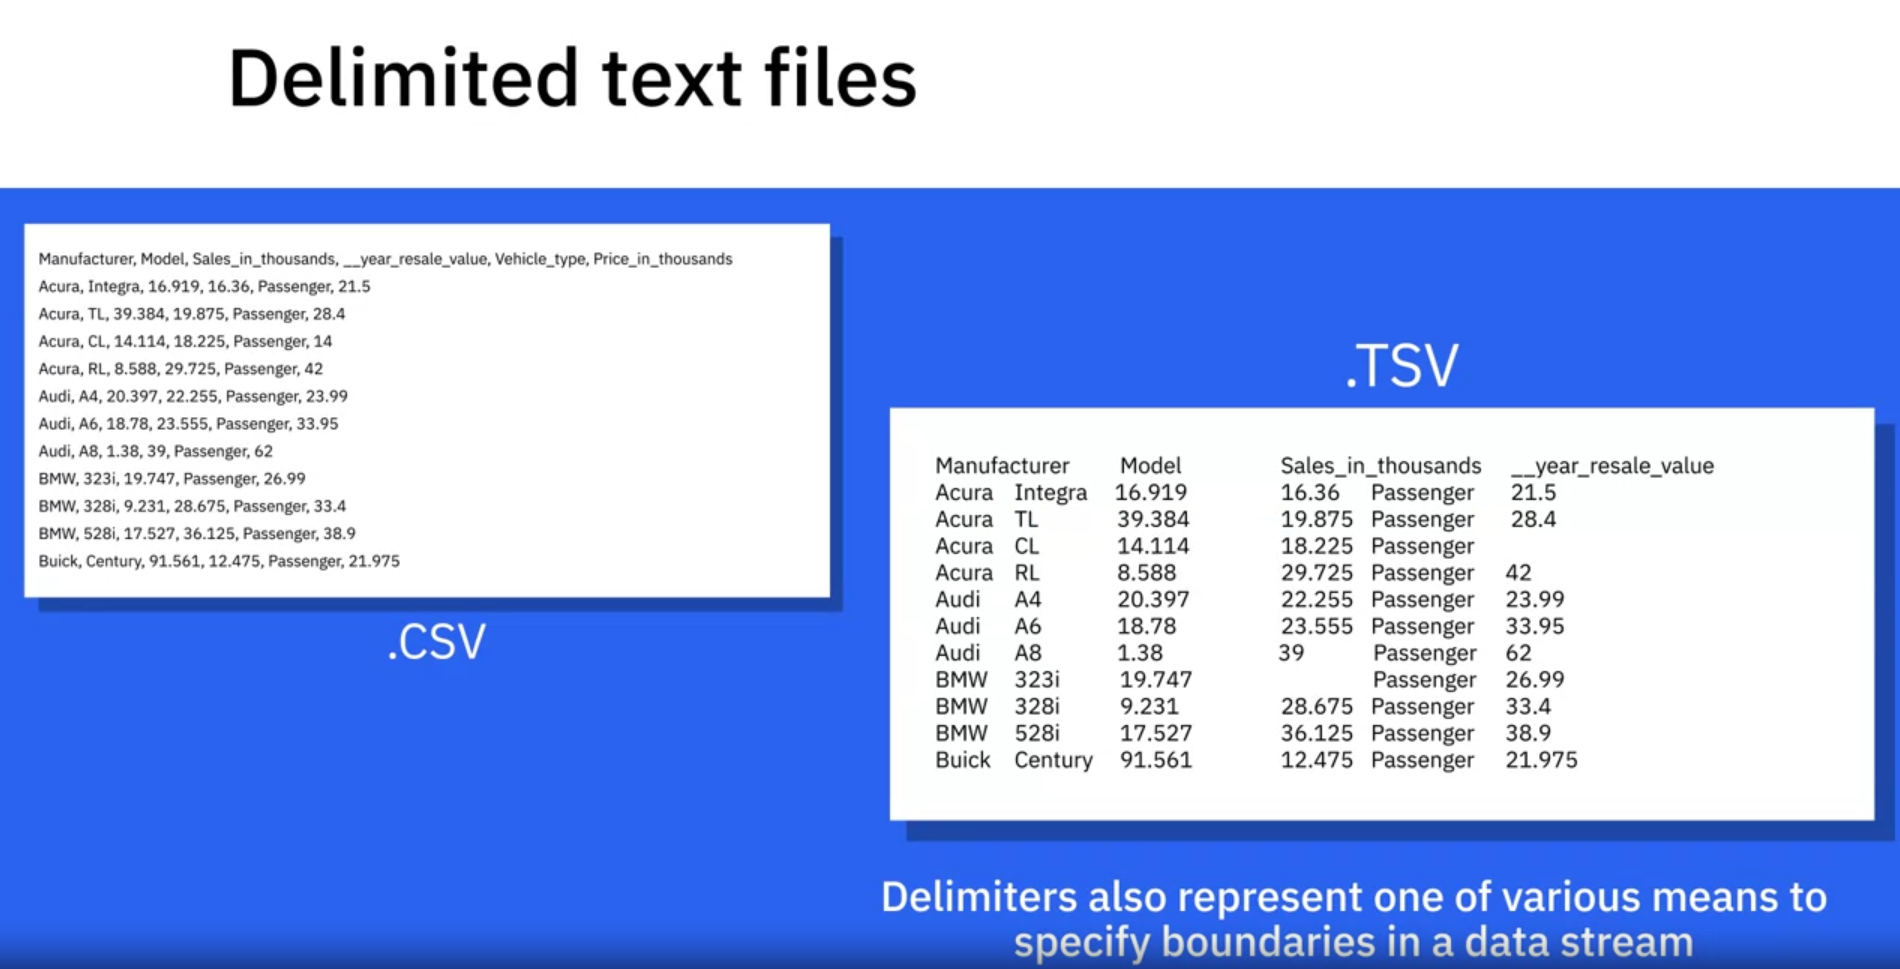 Delimited text files
Manufacturer, Model, Sales_in_thousands, __year_resale_value, Vehicle_type, Price_in_thousands
Acura, Integra, 16.919, 16.36, Passenger, 21.5
Acura, TL, 39.384, 19.875, Passenger, 28.4
Acura, CL, 14.114, 18.225, Passenger, 14
Acura, RL, 8.588, 29.725, Passenger, 42
Audi, A4, 20.397, 22.255, Passenger, 23.99
Audi, A6, 18.78, 23.555, Passenger, 33.95
Audi, A8, 1.38, 39, Passenger, 62
BMW, 323i, 19.747, Passenger, 26.99
BMW, 328i, 9.231, 28.675, Passenger, 33.4
BMW, 528i, 17.527, 36.125, Passenger, 38.9
Buick, Century, 91.561, 12.475, Passenger, 21.975
.CSV
.TSV
Manufacturer Model Sales_in_thousands __year_resale_value
Acura Integra 16.919 16.36 Passenger 21.5
Acura TL 39.384 19.875 Passenger 28.4
Acura CL 14.114 18.225 Passenger
Acura RL 8.588 29.725 Passenger 42
Audi A4 20.397 22.255 Passenger 23.99
Audi A6 18.78 23.555 Passenger 33.95
Audi A8 1.38 39 Passenger 62
BMW 323i 19.747 Passenger 26.99
BMW 328i 9.231 28.675 Passenger 33.4
BMW 528i 17.527 36.125 Passenger 38.9
Buick Century 91.561 12.475 Passenger 21.975
Delimiters also represent one of various means to
specify boundaries in a data stream